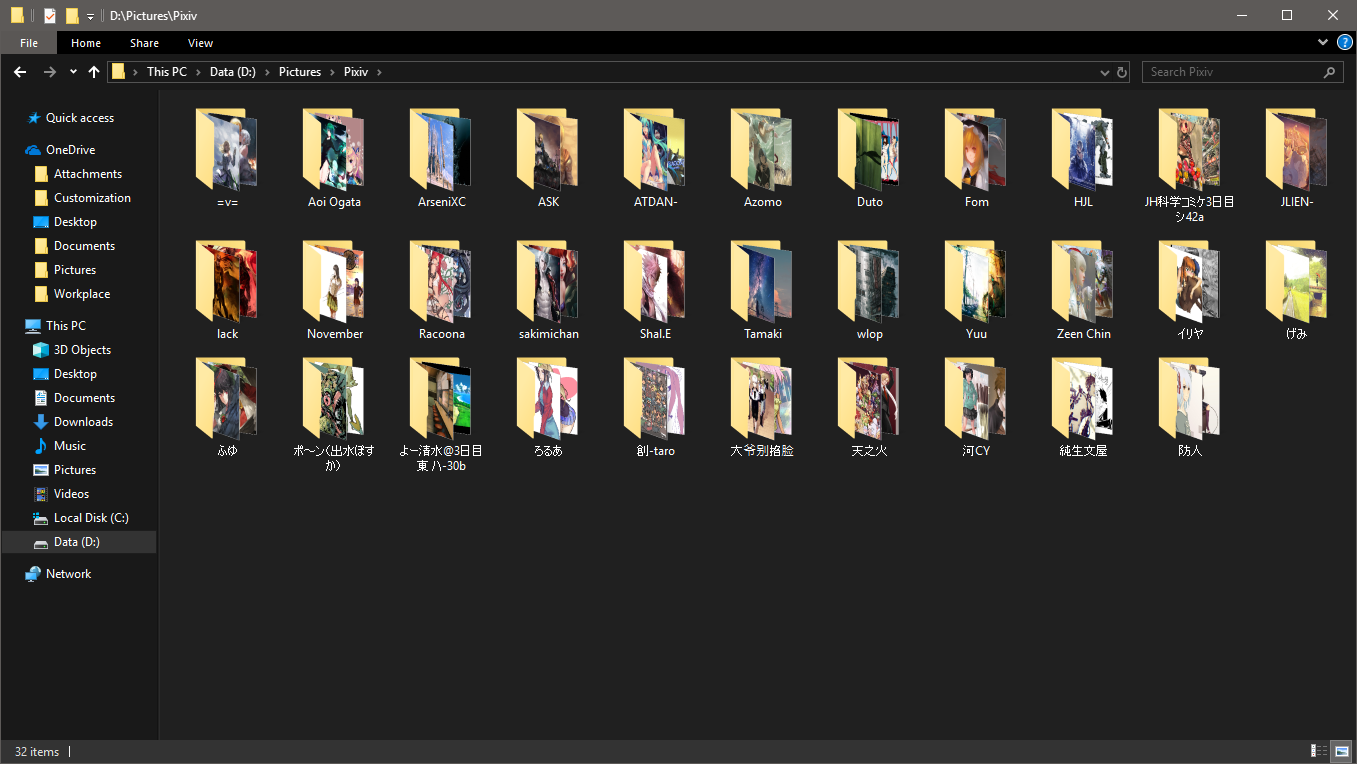 D:\Pictures\Pixiv
File Home Share View
This PC Data (D:) Pictures Pixiv
Search Pixiv
Quick access
OneDrive
Attachments
Customization
Desktop
Documents
Pictures
Workplace
This PC
3D Objects
Desktop
Documents
Downloads
Music
Pictures
Videos
Local Disk (C:)
Data (D:)
Network
=v= Aoi Ogata ArseniXC ASK ATDAN- Azomo Duto Fom HJL JH科学コミケ3日目 JLIEN-
シ42a
lack November Racoona sakimichan Shal.E Tamaki wlop Yuu Zeen Chin イリヤ げみ
ふゆ ポ~ン(出水ぽす よー清水@3日目 ろるあ 創-taro 大爷别掐脸 天之火 河CY 純生文屋 防人
か) 東 ハ-30b
32 items